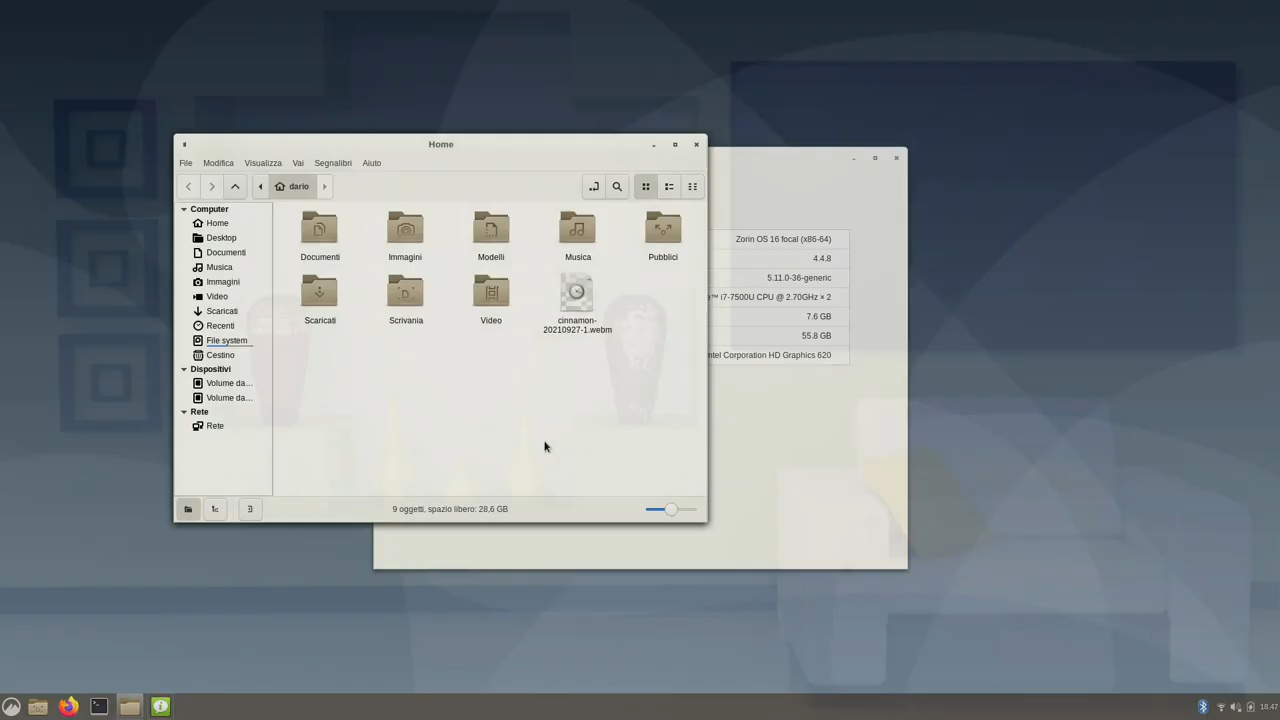 Home
File Modifica Visualizza Vai Segnalibri Aiuto
dario
Computer
Home
Desktop
Documenti
Musica
Immagini
Video
Scaricati
Recenti
File system
Cestino
Dispositivi
Volume da...
Volume da...
Rete
Rete
Documenti Immagini Modelli Musica Pubblici
Scaricati Scrivania Video cinnamon-
20210927-1.webm
9 oggetti, spazio libero: 28,6 GB
Zorin OS 16 focal (x86-64)
4.4.8
5.11.0-36-generic
i7-7500U CPU @ 2.70GHz × 2
7.6 GB
55.8 GB
Corporation HD Graphics 620
18.47